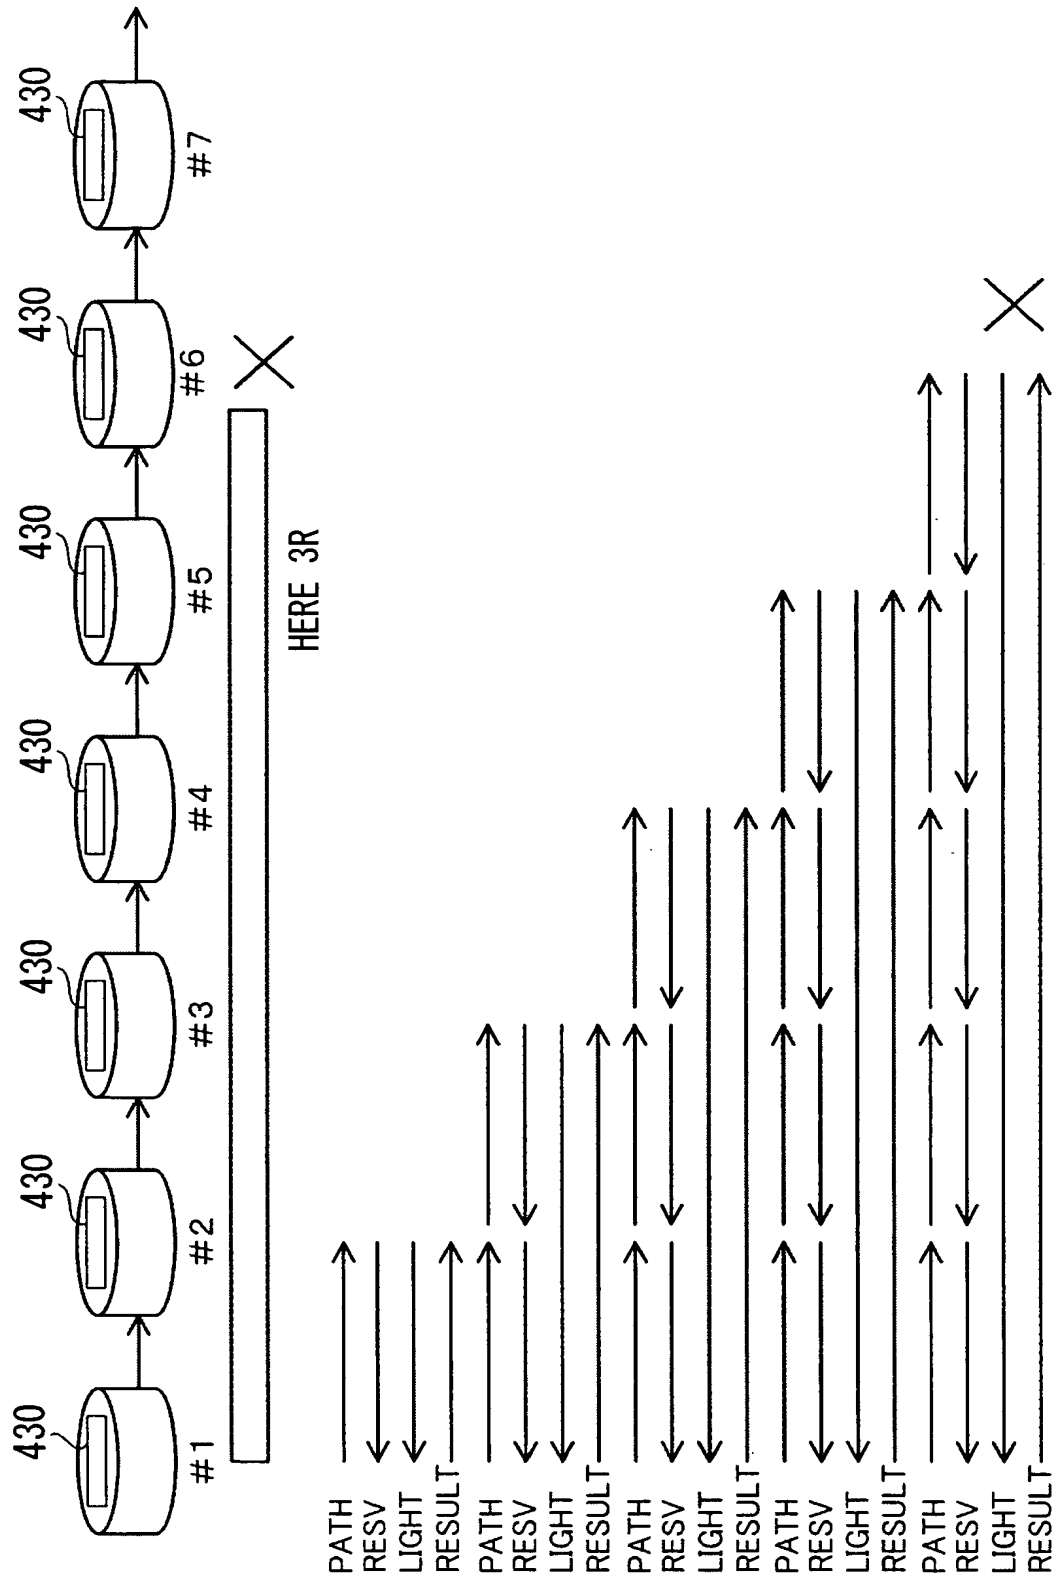 430 430 430 430 430 430 430
#1 #2 #3 #4 #5 #6 #7
HERE 3R
PATH
RESV
LIGHT
RESULT
PATH
RESV
LIGHT
RESULT
PATH
RESV
LIGHT
RESULT
PATH
RESV
LIGHT
RESULT
PATH
RESV
LIGHT
RESULT